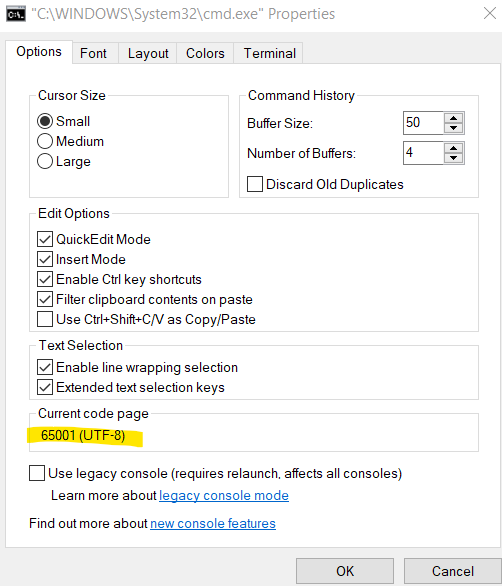 "C:\WINDOWS\System32\cmd.exe" Properties
Options Font Layout Colors Terminal
Cursor Size
Small
Medium
Large
Command History
Buffer Size: 50
Number of Buffers: 4
Discard Old Duplicates
Edit Options
QuickEdit Mode
Insert Mode
Enable Ctrl key shortcuts
Filter clipboard contents on paste
Use Ctrl+Shift+C/V as Copy/Paste
Text Selection
Enable line wrapping selection
Extended text selection keys
Current code page
65001 (UTF-8)
Use legacy console (requires relaunch, affects all consoles)
Learn more about legacy console mode
Find out more about new console features
OK Cancel